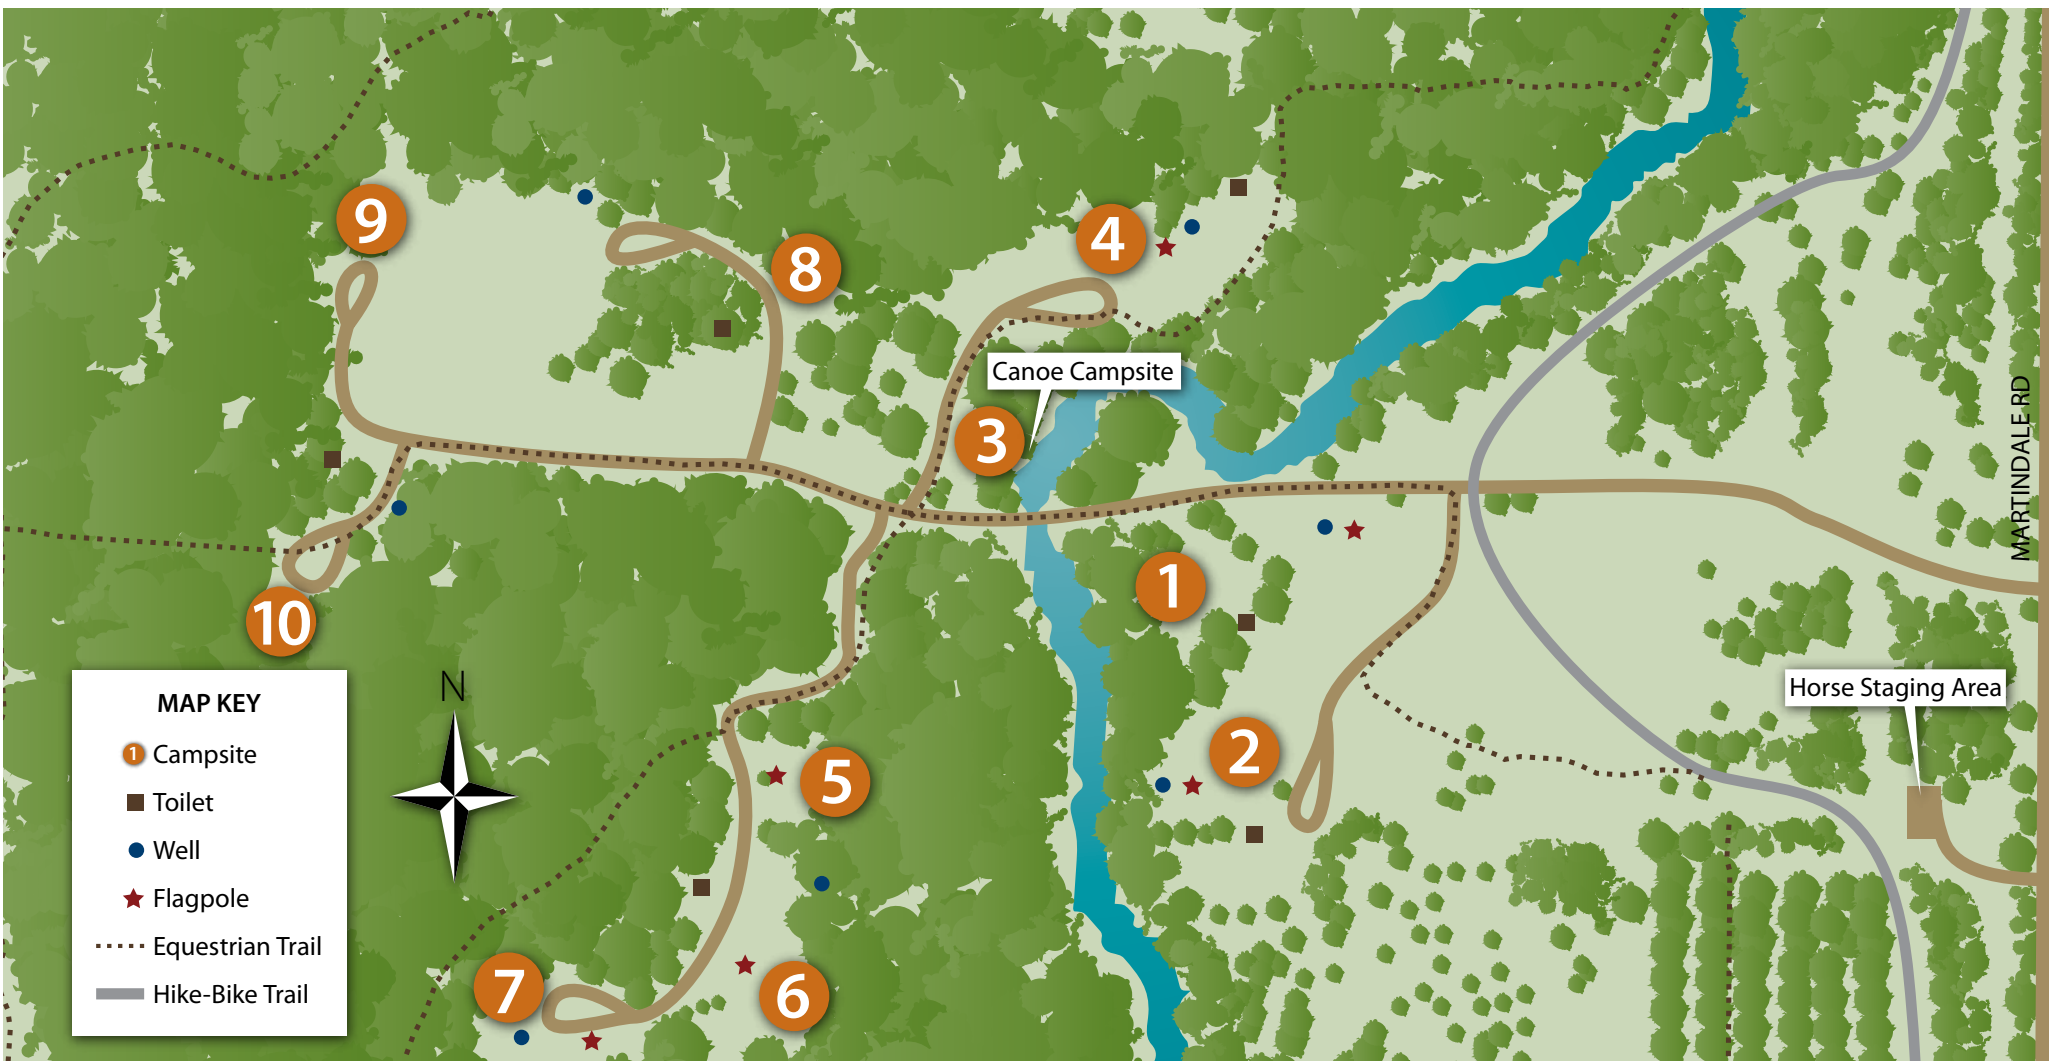 9
8
4
Canoe Campsite
3
MARTINDALE RD
1
10
MAP KEY
1 Campsite
Toilet
Well
Flagpole
Equestrian Trail
Hike-Bike Trail
N
Horse Staging Area
2
5
7
6